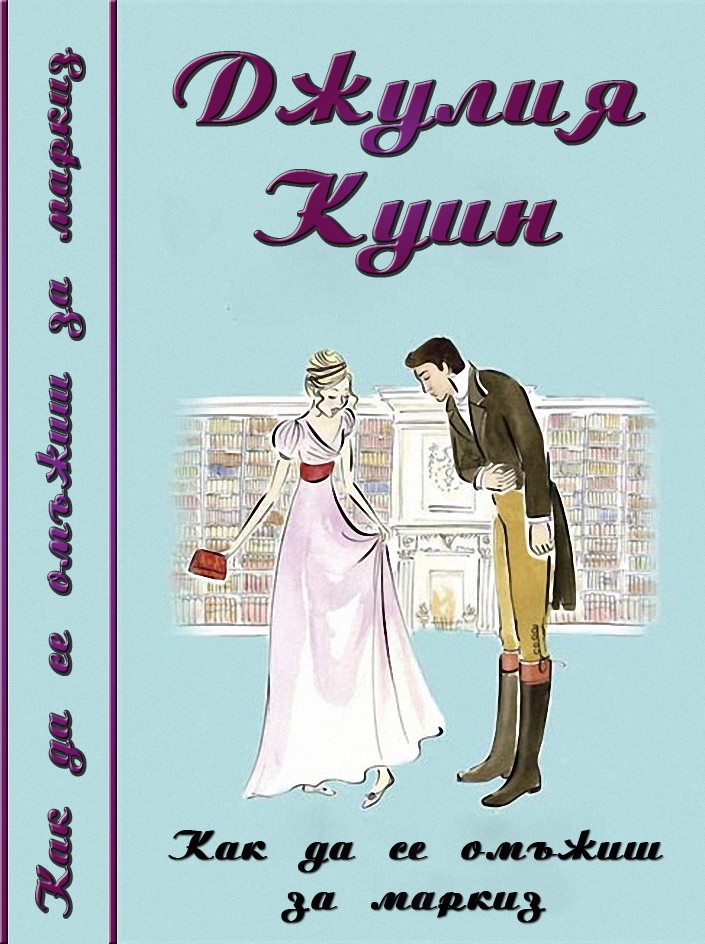 Как да се омъжиш за маркиз
Джулия
Куин
Как да се омъжиш
за маркиз